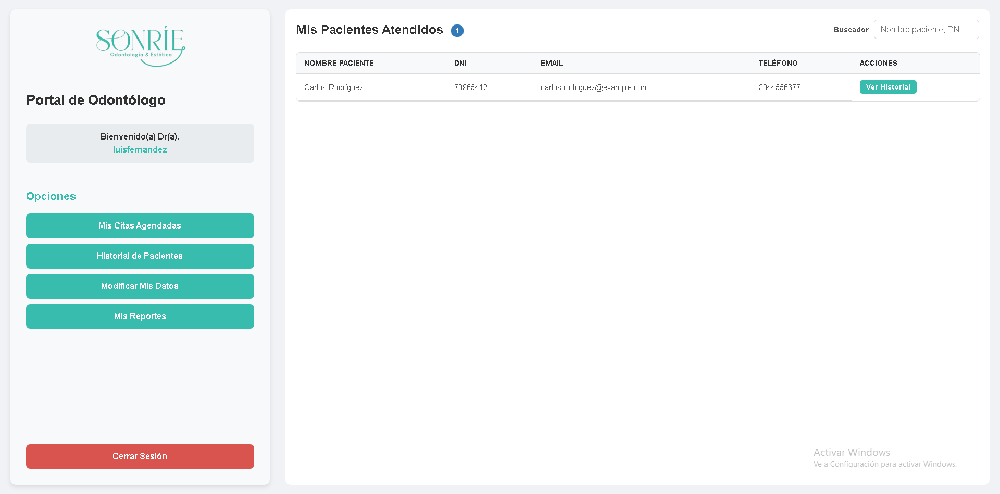 SONRÍE
Odontología & Estética
Portal de Odontólogo
Bienvenido(a) Dr(a).
luisfernandez
Opciones
Mis Citas Agendadas
Historial de Pacientes
Modificar Mis Datos
Mis Reportes
Cerrar Sesión
Mis Pacientes Atendidos 1
Buscador Nombre paciente, DNI...
NOMBRE PACIENTE DNI EMAIL TELÉFONO ACCIONES
Carlos Rodríguez 78965412 carlos.rodriguez@example.com 3344556677 Ver Historial
Activar Windows
Ve a Configuración para activar Windows.